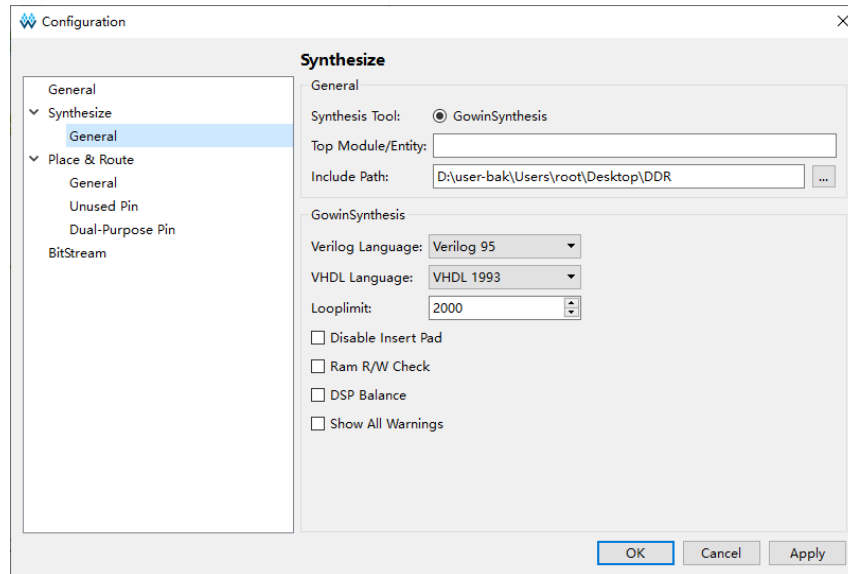 Configuration
Synthesize
General
Synthesize
General
Place & Route
General
Unused Pin
Dual-Purpose Pin
BitStream
General
Synthesis Tool: GowinSynthesis
Top Module/Entity:
Include Path: D:\user-bak\Users\root\Desktop\DDR ...
GowinSynthesis
Verilog Language: Verilog 95
VHDL Language: VHDL 1993
Looplimit: 2000
Disable Insert Pad
Ram R/W Check
DSP Balance
Show All Warnings
OK Cancel Apply